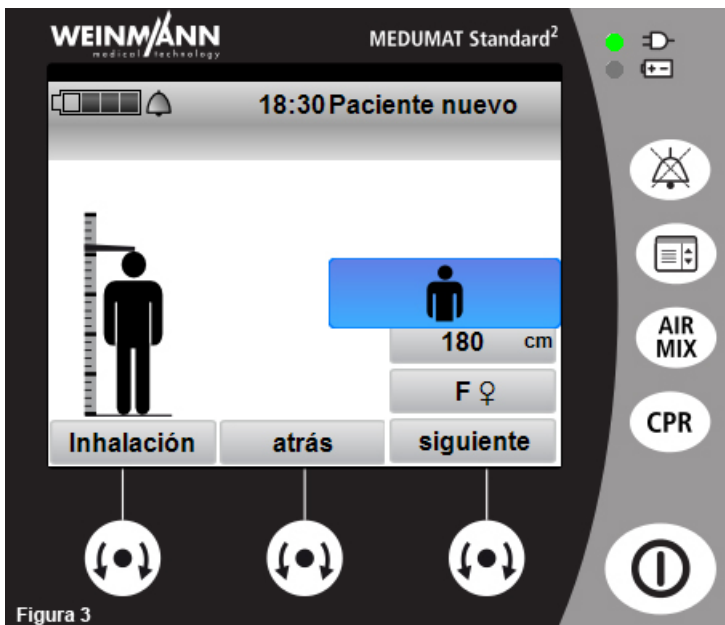 WEINMANN
medical technology
MEDUMAT Standard²
18:30 Paciente nuevo
180 cm
F ♀
Inhalación
atrás
siguiente
AIR
MIX
CPR
Figura 3